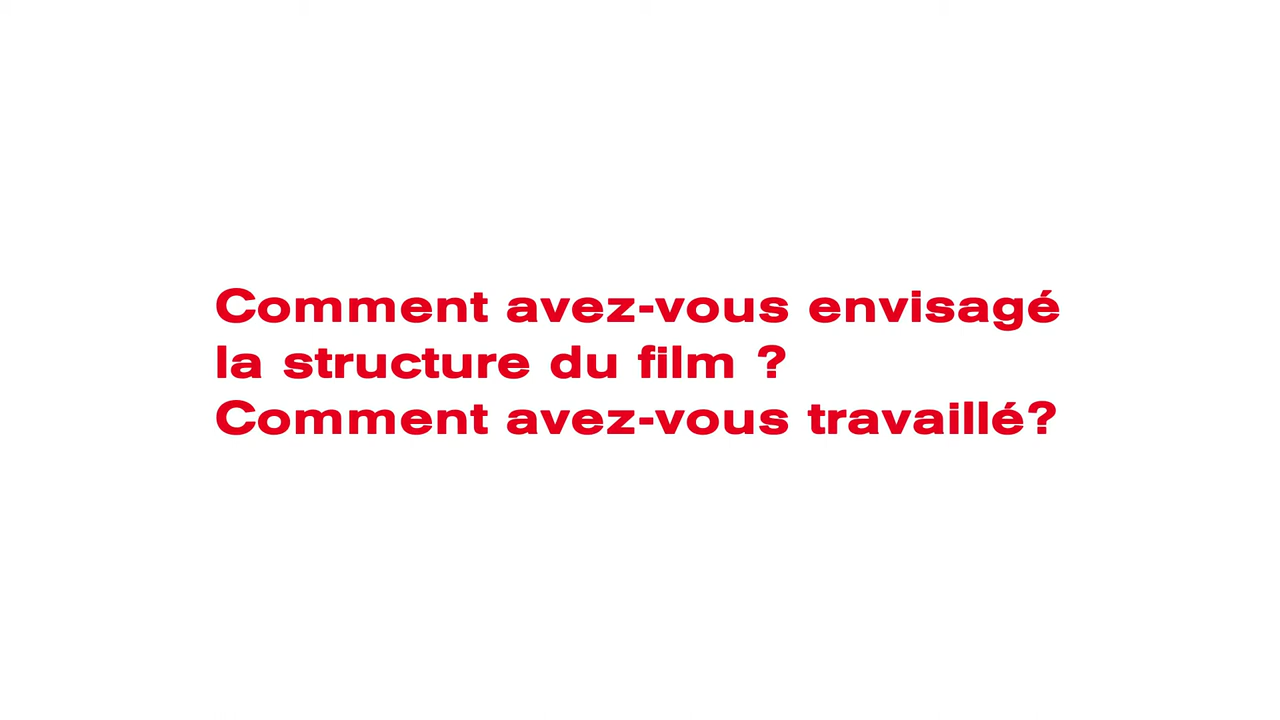 Comment avez-vous envisagé
la structure du film ?
Comment avez-vous travaillé?